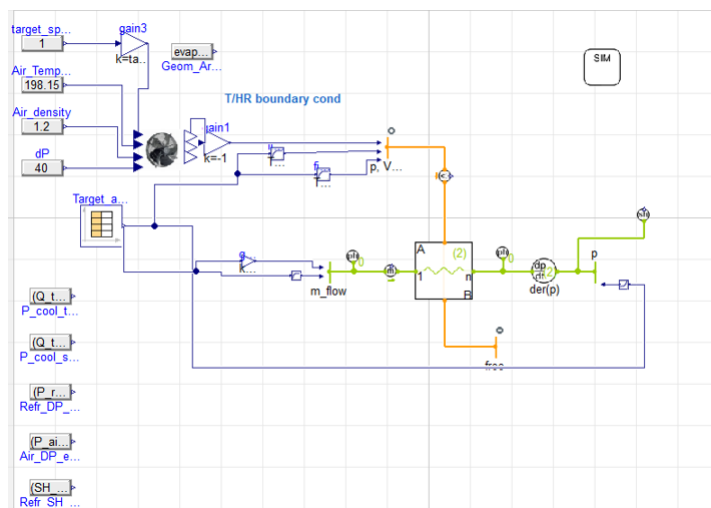 target_sp...
1
gain3
k=ta..
evap...
Geom_Ar...
SIM
Air_Temp...
198.15
Air_density
1.2
dP
40
T/HR boundary cond
gain1
k=-1
p, V...
Target_a...
A
(2)
1
n
B
m_flow
k...
dp
der(p)
p
free
(Q_t...
P_cool_t...
(Q_t...
P_cool_s...
(P_r...
Refr_DP_...
(P_ai...
Air_DP_e...
(SH_...
Refr_SH_...